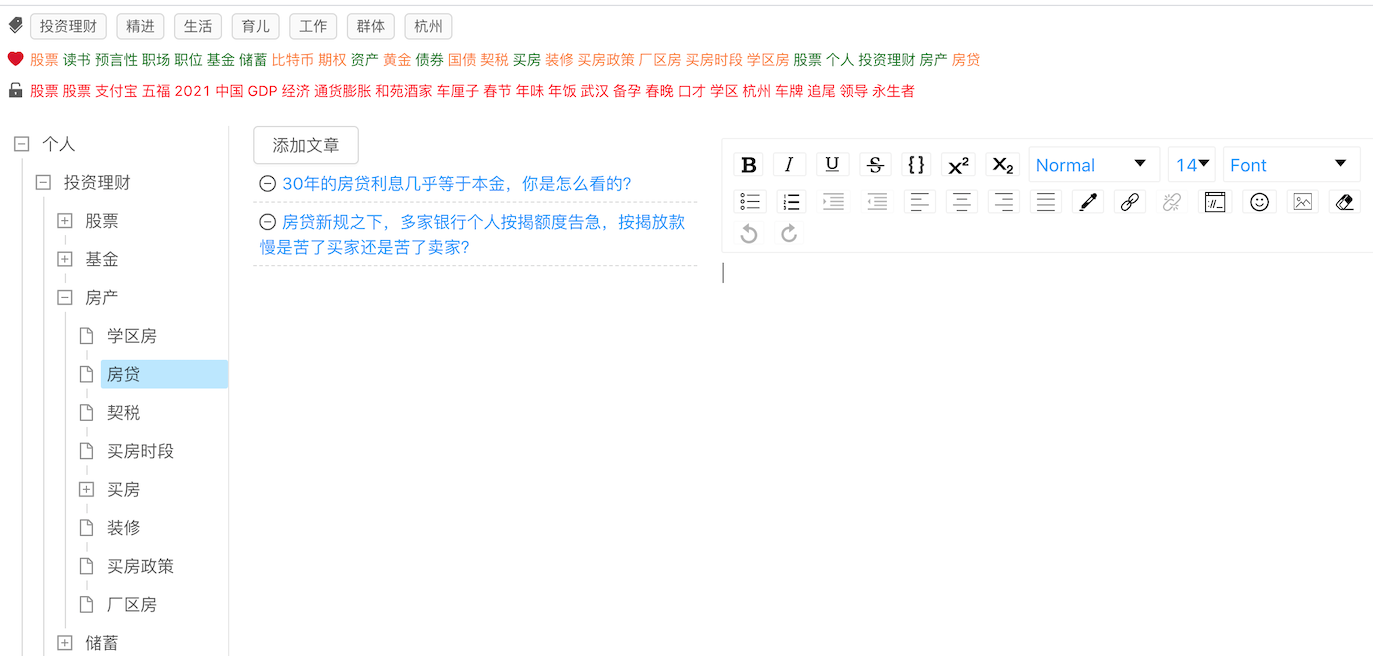 投资理财 精进 生活 育儿 工作 群体 杭州
股票 读书 预言性 职场 职位 基金 储蓄 比特币 期权 资产 黄金 债券 国债 契税 买房 装修 买房政策 厂区房 买房时段 学区房 股票 个人 投资理财 房产 房贷
股票 股票 支付宝 五福 2021 中国 GDP 经济 通货膨胀 和苑酒家 车厘子 春节 年味 年饭 武汉 备孕 春晚 口才 学区 杭州 车牌 追尾 领导 永生者
个人
投资理财
股票
基金
房产
学区房
房贷
契税
买房时段
买房
装修
买房政策
厂区房
储蓄
添加文章
30年的房贷利息几乎等于本金，你是怎么看的?
房贷新规之下，多家银行个人按揭额度告急，按揭放款
慢是苦了买家还是苦了卖家?
B I U S {} x² x₂ Normal 14 Font